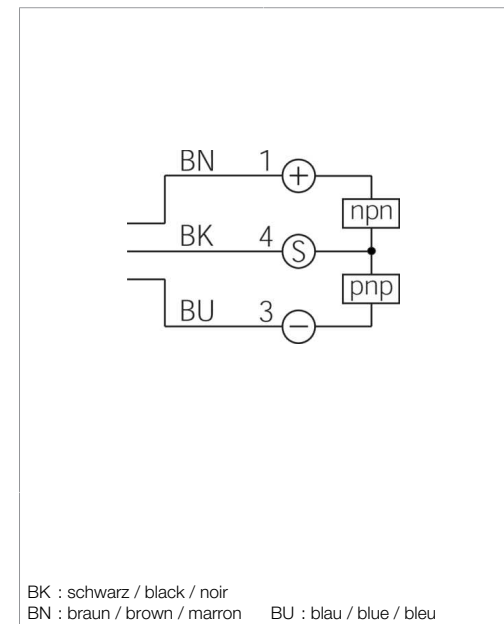 BN 1 +
npn
BK 4 S
pnp
BU 3 −
BK : schwarz / black / noir
BN : braun / brown / marron BU : blau / blue / bleu